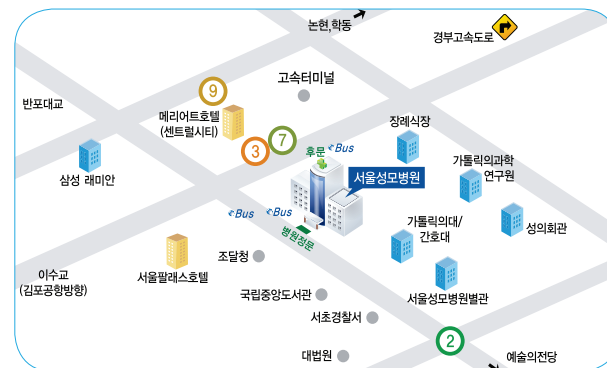 논현,학동
경부고속도로
고속터미널
9
반포대교
메리어트호텔
(센트럴시티)
장례식장
7
3
후문
Bus
가톨릭의과학
연구원
삼성 래미안
서울성모병원
Bus
Bus
가톨릭의대/
간호대
성의회관
병원정문
조달청
이수교
(김포공항방향)
서울팔래스호텔
국립중앙도서관
서울성모병원별관
서초경찰서
2
대법원
예술의전당